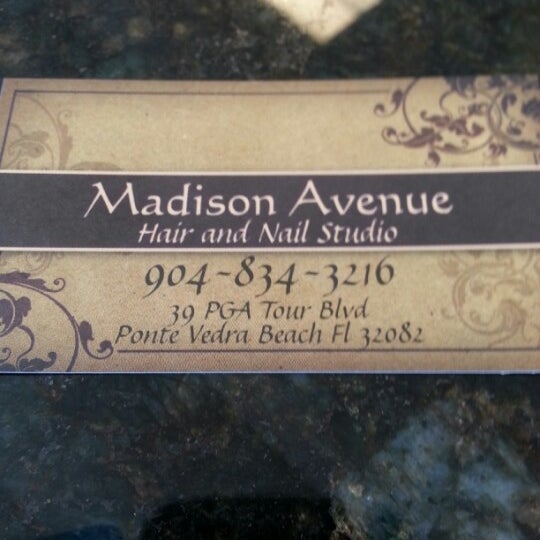 Madison Avenue
Hair and Nail Studio
904-834-3216
39 PGA Tour Blvd
Ponte Vedra Beach Fl 32082